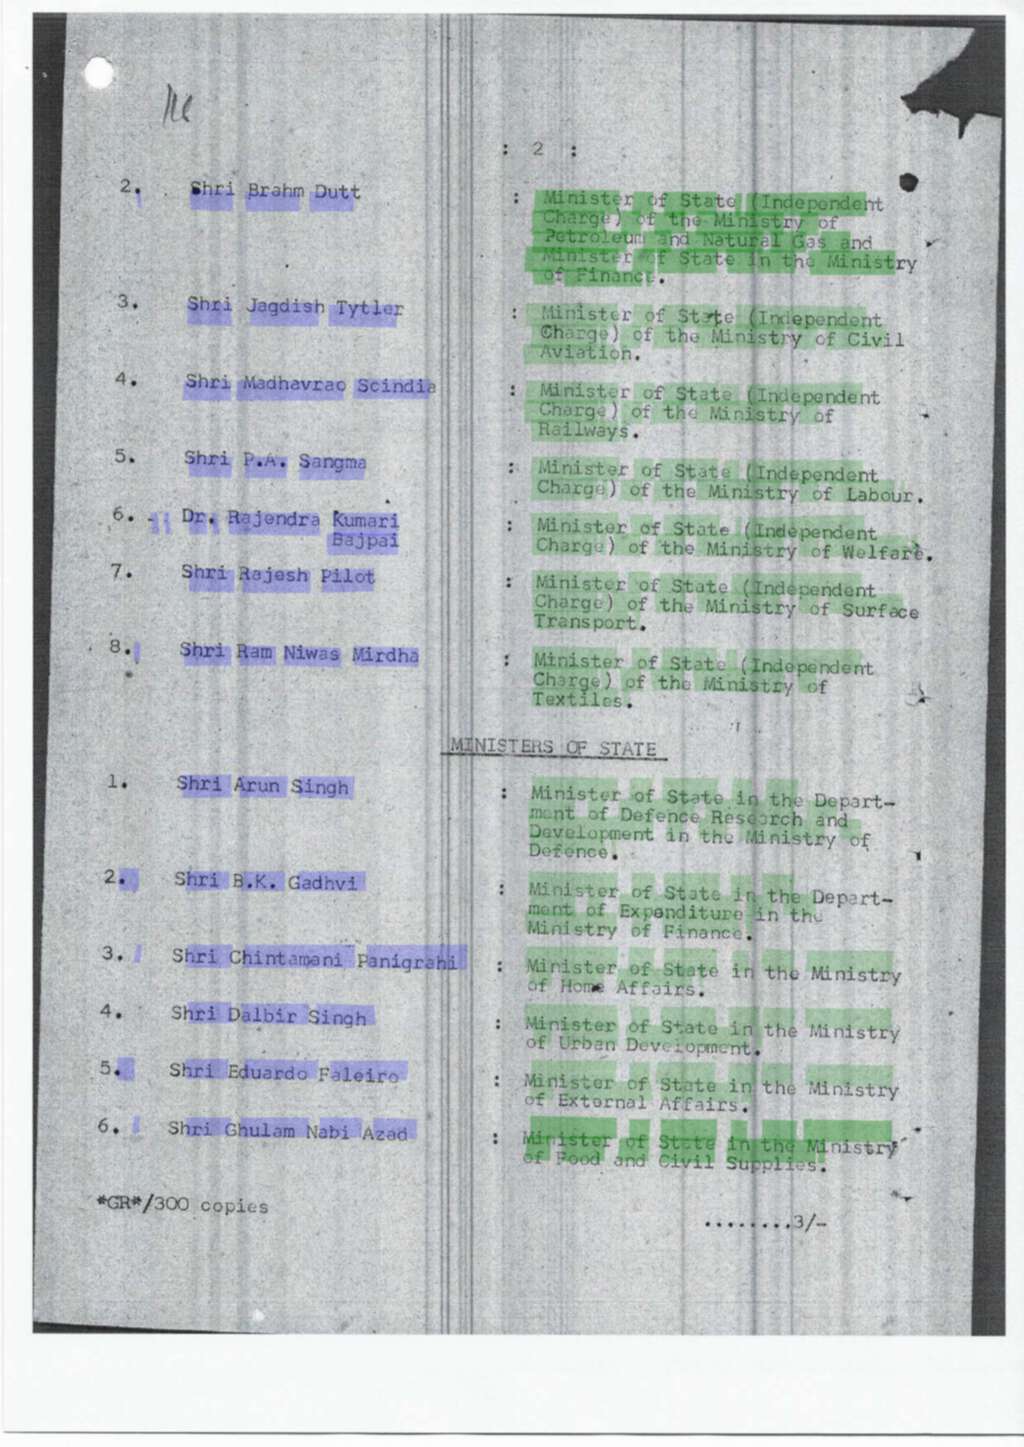 : 2 :
2. Shri Brahm Dutt : Minister of State (Independent
Charge) of the Ministry of
Petroleum and Natural Gas and
Minister of State in the Ministry
of Finance.
3. Shri Jagdish Tytler : Minister of State (Independent
Charge) of the Ministry of Civil
Aviation.
4. Shri Madhavrao Scindia : Minister of State (Independent
Charge) of the Ministry of
Railways.
5. Shri P.A. Sangma : Minister of State (Independent
Charge) of the Ministry of Labour.
6. Dr. Rajendra Kumari : Minister of State (Independent
Bajpai Charge) of the Ministry of Welfare.
7. Shri Rajesh Pilot : Minister of State (Independent
Charge) of the Ministry of Surface
Transport.
8. Shri Ram Niwas Mirdha : Minister of State (Independent
Charge) of the Ministry of
Textiles.
MINISTERS OF STATE
1. Shri Arun Singh : Minister of State in the Depart-
ment of Defence Research and
Development in the Ministry of
Defence.
2. Shri B.K. Gadhvi : Minister of State in the Depart-
ment of Expenditure in the
Ministry of Finance.
3. Shri Chintamani Panigrahi : Minister of State in the Ministry
of Home Affairs.
4. Shri Dalbir Singh : Minister of State in the Ministry
of Urban Development.
5. Shri Eduardo Faleiro : Minister of State in the Ministry
of External Affairs.
6. Shri Ghulam Nabi Azad : Minister of State in the Ministry
of Food and Civil Supplies.
*GR*/300 copies
........3/-